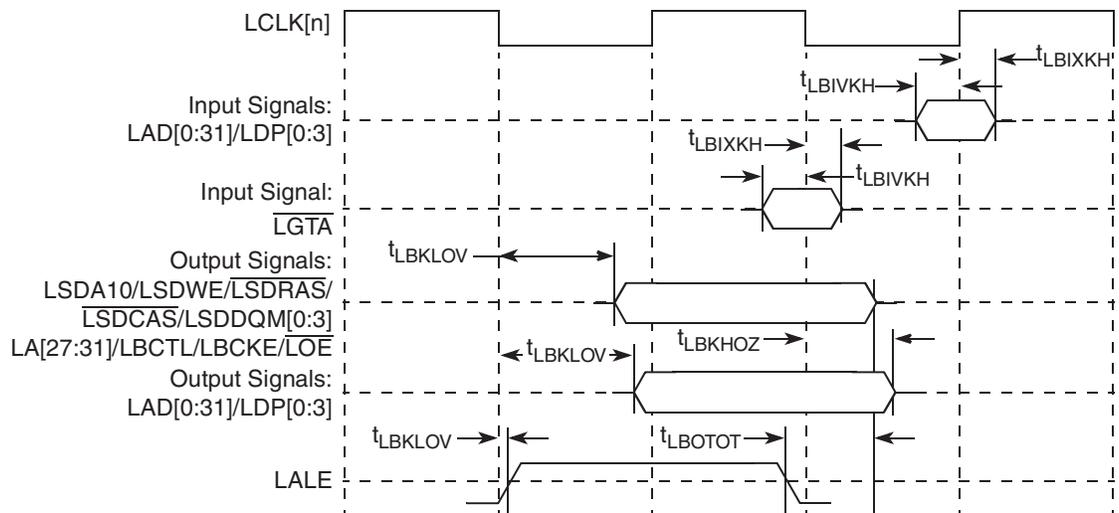 LCLK[n]
tLBIXKH
tLBIVKH
Input Signals:
LAD[0:31]/LDP[0:3]
tLBIXKH
tLBIVKH
Input Signal:
LGTA
tLBKLOV
Output Signals:
LSDA10/LSDWE/LSDRAS/
LSDCAS/LSDDQM[0:3]
LA[27:31]/LBCTL/LBCKE/LOE
tLBKHOZ
tLBKLOV
Output Signals:
LAD[0:31]/LDP[0:3]
tLBKLOV
tLBOTOT
LALE